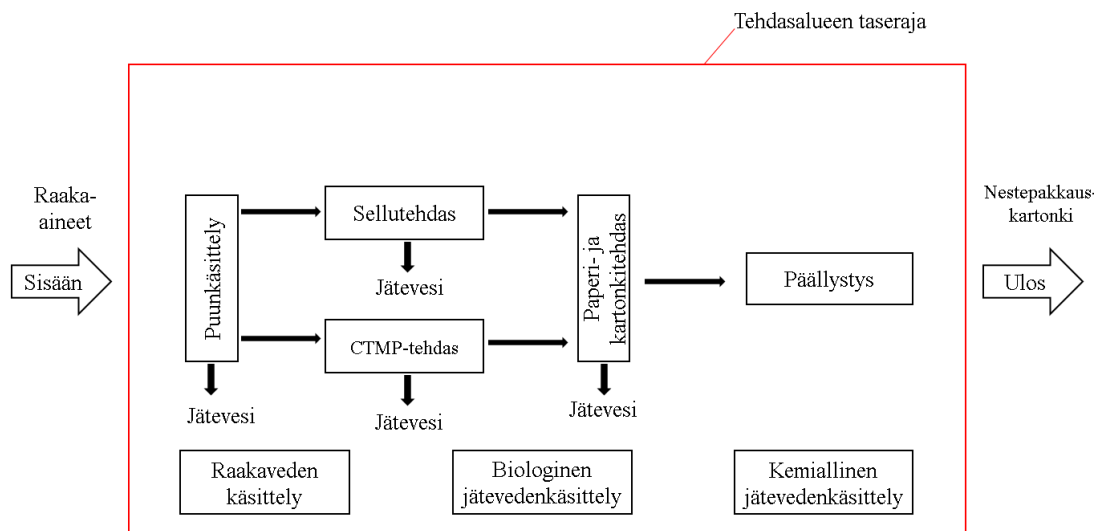 Tehdasalueen taseraja
Raaka-
aineet
Sisään
Puunkäsittely
Jätevesi
Sellutehdas
Jätevesi
CTMP-tehdas
Jätevesi
Paperi- ja
kartonkitehdas
Jätevesi
Päällystys
Nestepakkaus-
kartonki
Ulos
Raakaveden
käsittely
Biologinen
jätevedenkäsittely
Kemiallinen
jätevedenkäsittely